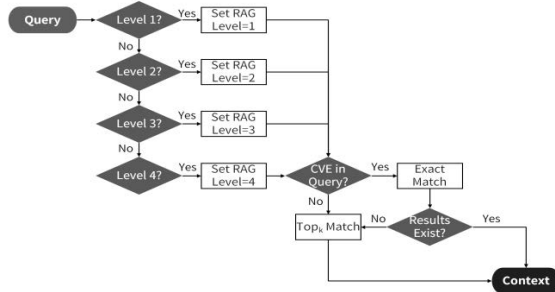 Query
Level 1?
Yes
Set RAG
Level=1
No
Level 2?
Yes
Set RAG
Level=2
No
Level 3?
Yes
Set RAG
Level=3
No
Level 4?
Yes
Set RAG
Level=4
CVE in
Query?
Yes
Exact
Match
No
Topₖ Match
No
Results
Exist?
Yes
Context